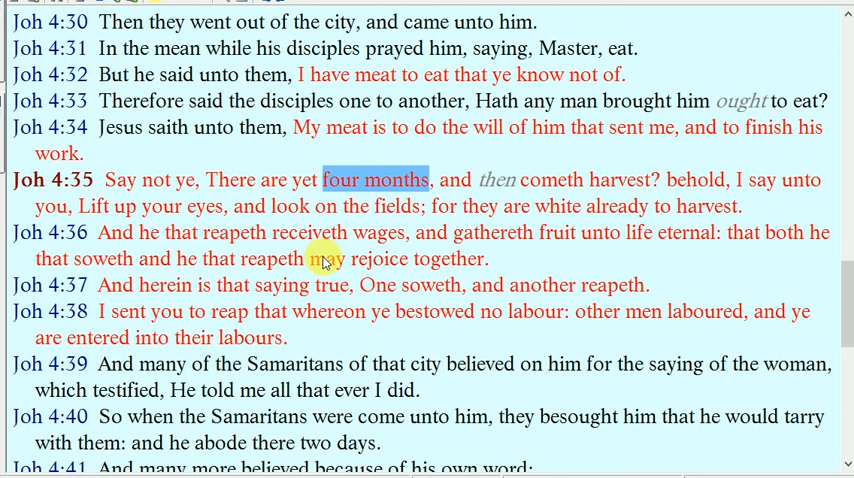 Joh 4:30 Then they went out of the city, and came unto him.
Joh 4:31 In the mean while his disciples prayed him, saying, Master, eat.
Joh 4:32 But he said unto them, I have meat to eat that ye know not of.
Joh 4:33 Therefore said the disciples one to another, Hath any man brought him ought to eat?
Joh 4:34 Jesus saith unto them, My meat is to do the will of him that sent me, and to finish his
work.
Joh 4:35 Say not ye, There are yet four months, and then cometh harvest? behold, I say unto
you, Lift up your eyes, and look on the fields; for they are white already to harvest.
Joh 4:36 And he that reapeth receiveth wages, and gathereth fruit unto life eternal: that both he
that soweth and he that reapeth may rejoice together.
Joh 4:37 And herein is that saying true, One soweth, and another reapeth.
Joh 4:38 I sent you to reap that whereon ye bestowed no labour: other men laboured, and ye
are entered into their labours.
Joh 4:39 And many of the Samaritans of that city believed on him for the saying of the woman,
which testified, He told me all that ever I did.
Joh 4:40 So when the Samaritans were come unto him, they besought him that he would tarry
with them: and he abode there two days.
Joh 4:41 And many more believed because of his own word;